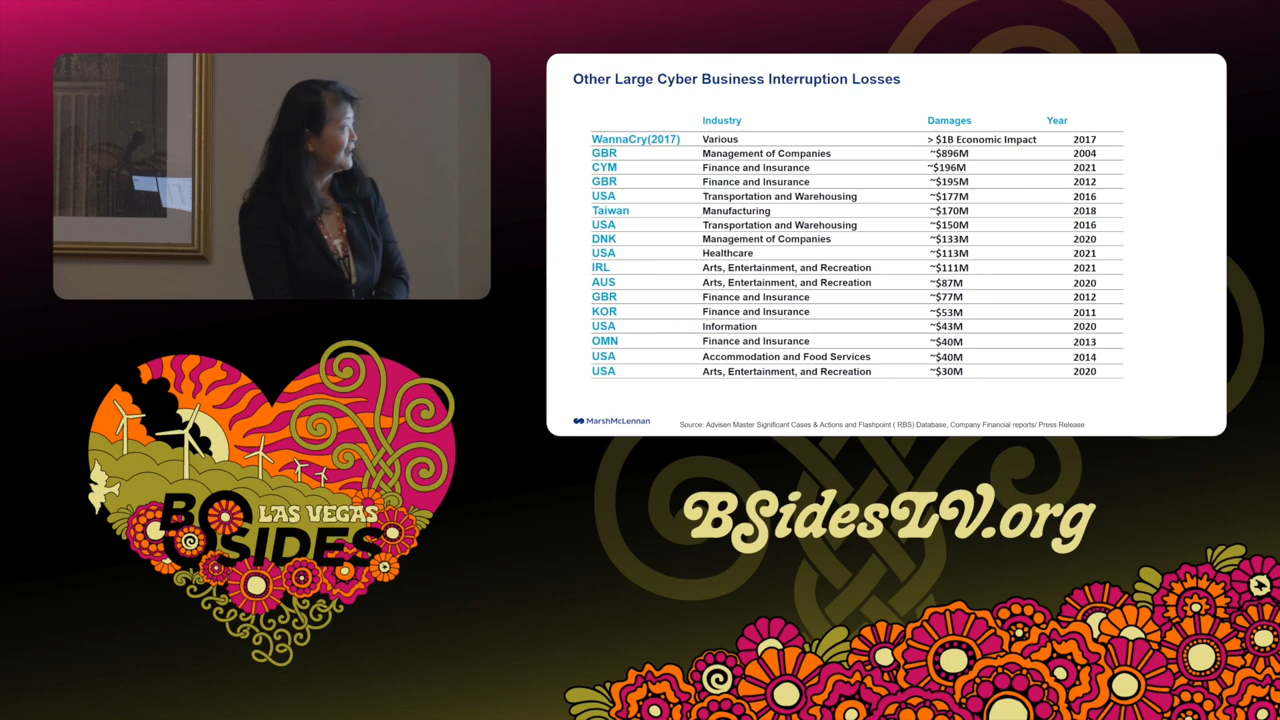 Other Large Cyber Business Interruption Losses
Industry Damages Year
WannaCry(2017) Various > $1B Economic Impact 2017
GBR Management of Companies ~$896M 2004
CYM Finance and Insurance ~$196M 2021
GBR Finance and Insurance ~$195M 2012
USA Transportation and Warehousing ~$177M 2016
Taiwan Manufacturing ~$170M 2018
USA Transportation and Warehousing ~$150M 2016
DNK Management of Companies ~$133M 2020
USA Healthcare ~$113M 2021
IRL Arts, Entertainment, and Recreation ~$111M 2021
AUS Arts, Entertainment, and Recreation ~$87M 2020
GBR Finance and Insurance ~$77M 2012
KOR Finance and Insurance ~$53M 2011
USA Information ~$43M 2020
OMN Finance and Insurance ~$40M 2013
USA Accommodation and Food Services ~$40M 2014
USA Arts, Entertainment, and Recreation ~$30M 2020
MarshMcLennan Source: Advisen Master Significant Cases & Actions and Flashpoint ( RBS) Database, Company Financial reports/ Press Release
LAS VEGAS
BSIDES
23
BSidesLV.org